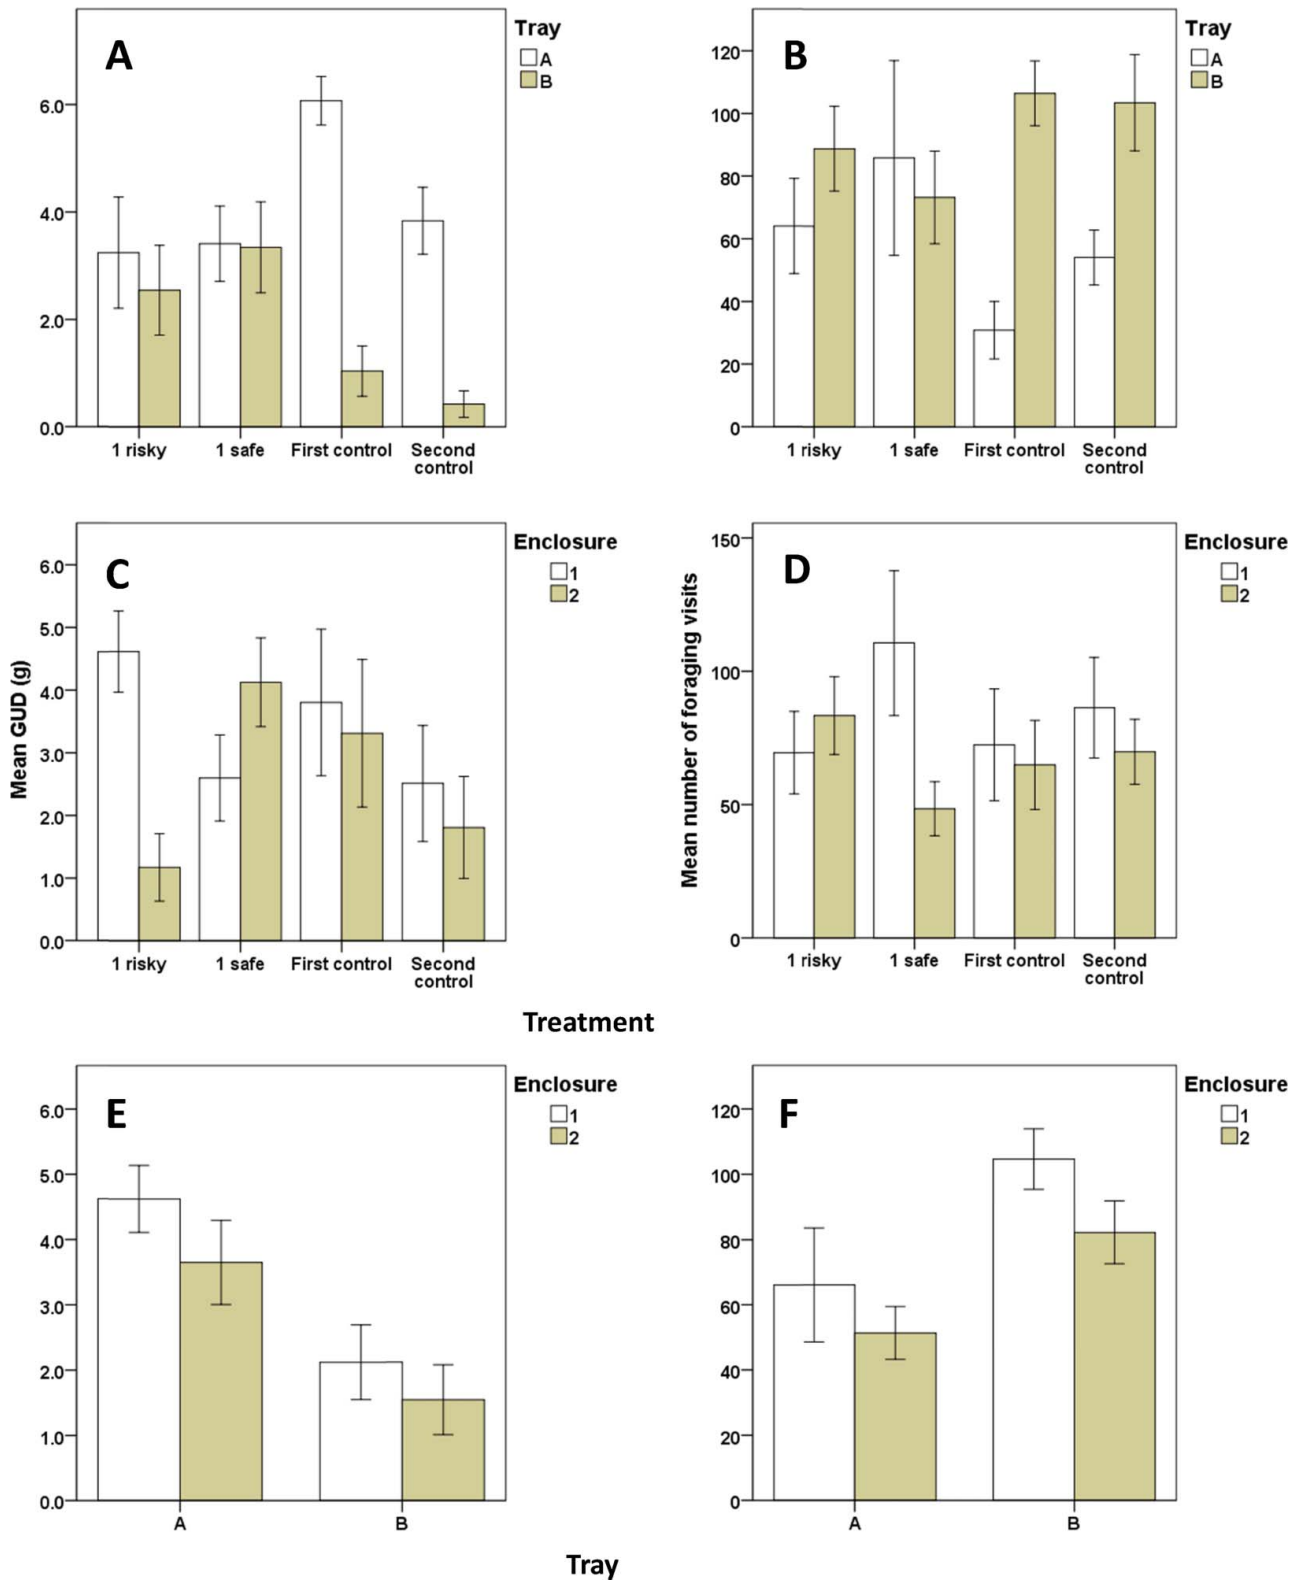 A
Tray
A
B
6.0
4.0
2.0
0.0
1 risky
1 safe
First control
Second
control
B
Tray
A
B
120
100
80
60
40
20
0
1 risky
1 safe
First control
Second
control
C
Enclosure
1
2
Mean GUD (g)
6.0
5.0
4.0
3.0
2.0
1.0
0.0
1 risky
1 safe
First control
Second
control
D
Enclosure
1
2
Mean number of foraging visits
150
100
50
0
1 risky
1 safe
First control
Second
control
Treatment
E
Enclosure
1
2
6.0
5.0
4.0
3.0
2.0
1.0
0.0
A
B
F
Enclosure
1
2
120
100
80
60
40
20
0
A
B
Tray